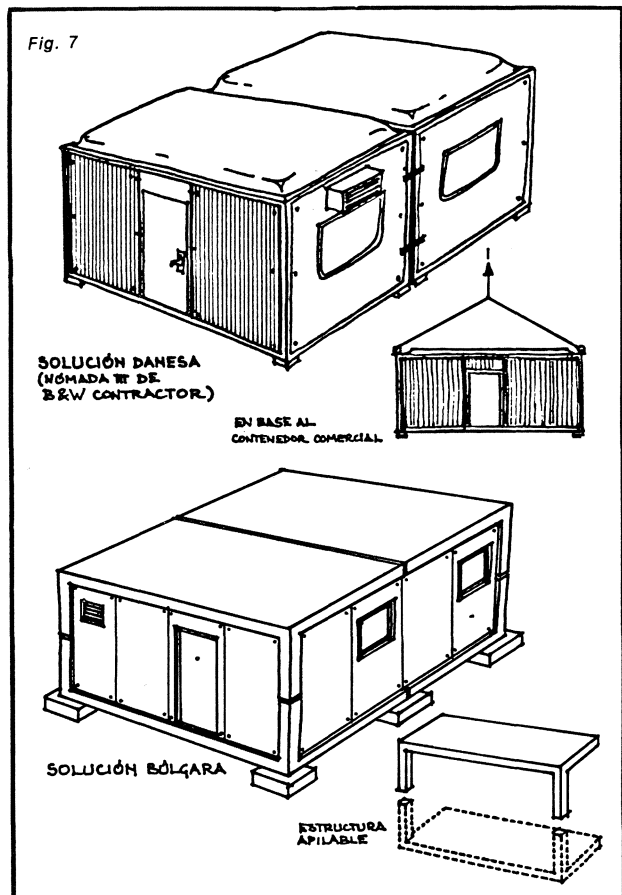 Fig. 7
SOLUCIÓN DANESA
(NÓMADA III DE
B&W CONTRACTOR)
EN BASE AL
CONTENEDOR COMERCIAL
SOLUCIÓN BÚLGARA
ESTRUCTURA
APILABLE